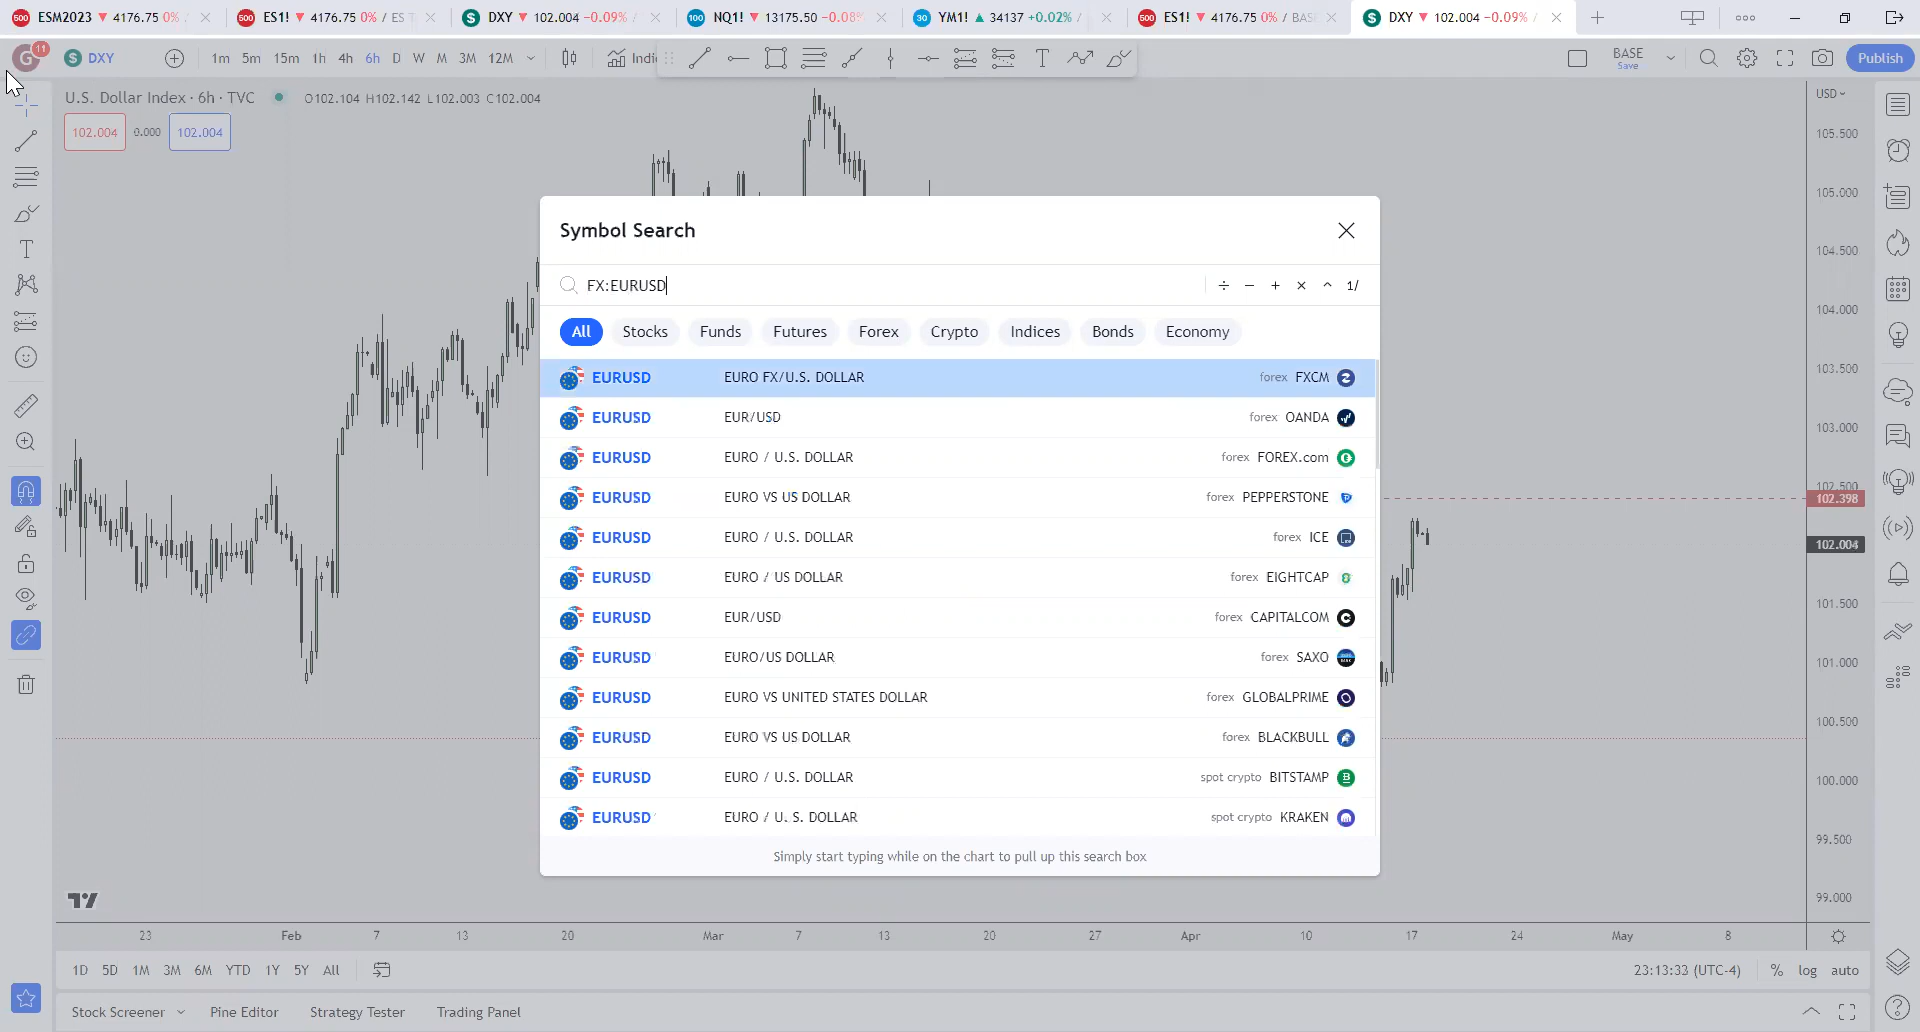 500 ESM2023 ▼ 4176.75 0%
500 ES1! ▼ 4176.75 0% / ES T
S DXY ▼ 102.004 −0.09% /
100 NQ1! ▼ 13175.50 −0.08%
30 YM1! ▲ 34137 +0.02% /
500 ES1! ▼ 4176.75 0% / BASE
S DXY ▼ 102.004 −0.09% /
G 11 S DXY 1m 5m 15m 1h 4h 6h D W M 3M 12M Indi T BASE Publish
Save
U.S. Dollar Index · 6h · TVC O102.104 H102.142 L102.003 C102.004
102.004 0.000 102.004
USD
105.500
105.000
104.500
104.000
103.500
103.000
102.500
102.398
102.004
101.500
101.000
100.500
100.000
99.500
99.000
Symbol Search
FX:EURUSD ÷ − + × ^ 1/
All Stocks Funds Futures Forex Crypto Indices Bonds Economy
EURUSD EURO FX/U.S. DOLLAR forex FXCM
EURUSD EUR/USD forex OANDA
EURUSD EURO / U.S. DOLLAR forex FOREX.com
EURUSD EURO VS US DOLLAR forex PEPPERSTONE
EURUSD EURO / U.S. DOLLAR forex ICE
EURUSD EURO / US DOLLAR forex EIGHTCAP
EURUSD EUR/USD forex CAPITALCOM
EURUSD EURO/US DOLLAR forex SAXO
EURUSD EURO VS UNITED STATES DOLLAR forex GLOBALPRIME
EURUSD EURO VS US DOLLAR forex BLACKBULL
EURUSD EURO / U.S. DOLLAR spot crypto BITSTAMP
EURUSD EURO / U. S. DOLLAR spot crypto KRAKEN
Simply start typing while on the chart to pull up this search box
23 Feb 7 13 20 Mar 7 13 20 27 Apr 10 17 24 May 8
1D 5D 1M 3M 6M YTD 1Y 5Y All 23:13:33 (UTC-4) % log auto
Stock Screener Pine Editor Strategy Tester Trading Panel